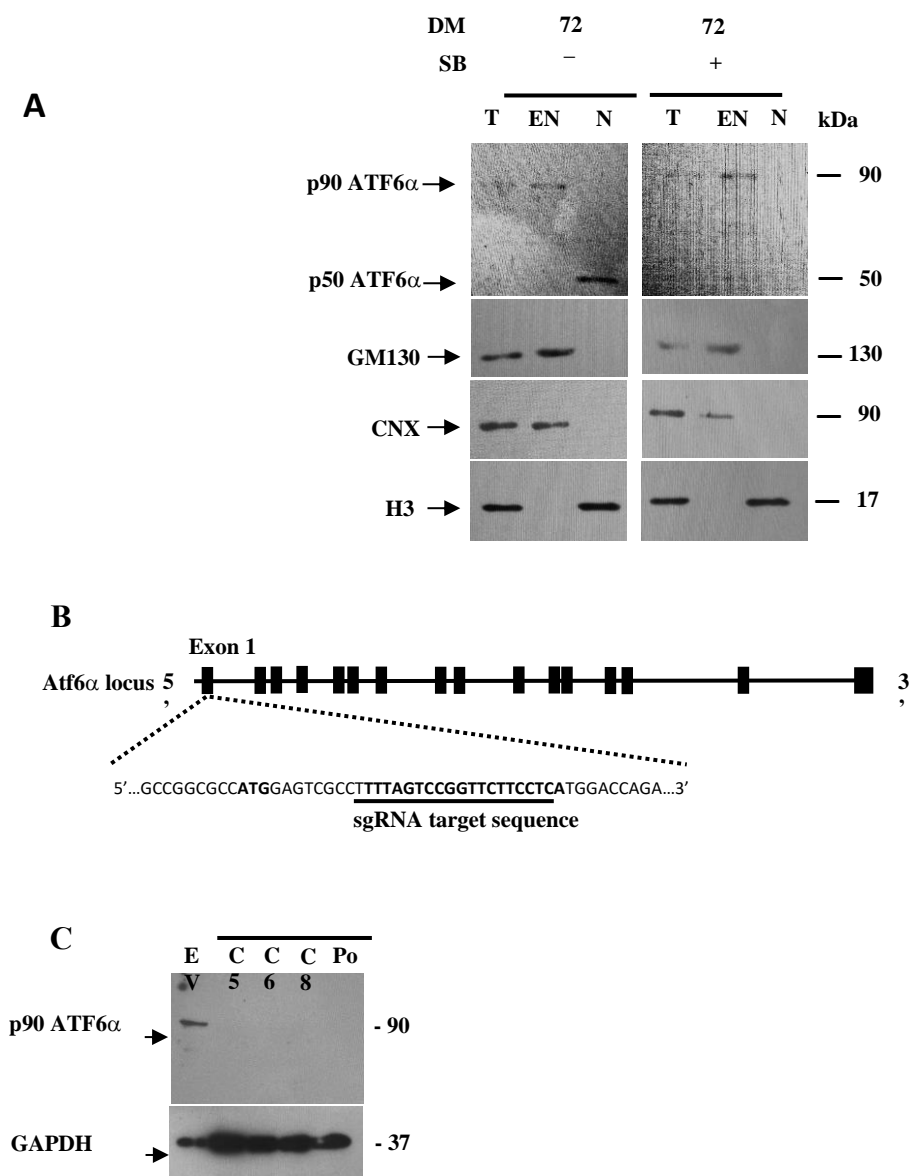 DM 72 72
SB – +
A
T EN N T EN N kDa
p90 ATF6α 90
p50 ATF6α 50
GM130 130
CNX 90
H3 17
B
Exon 1
Atf6α locus 5 3
, ,
5’...GCCGGCGCCATGGAGTCGCCTTTTAGTCCGGTTCTTCCTCATGGACCAGA...3’
sgRNA target sequence
C
E C C C Po
V 5 6 8
p90 ATF6α - 90
GAPDH - 37